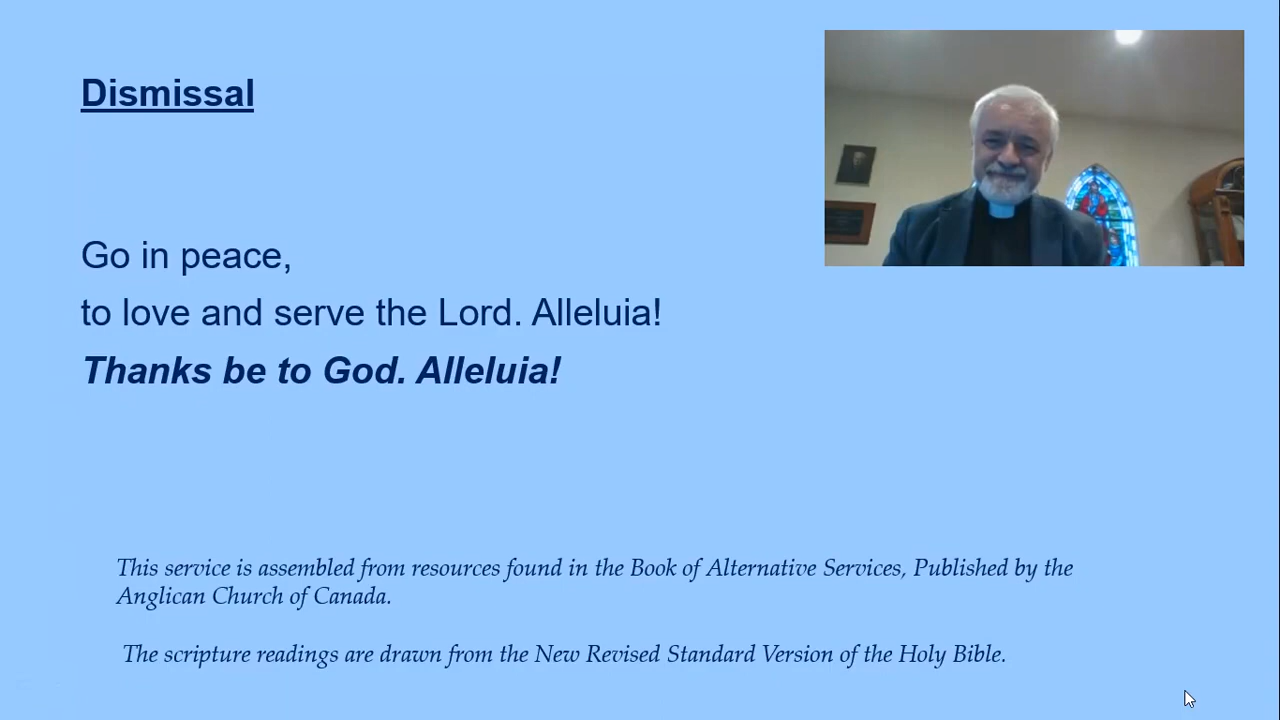 Dismissal
Go in peace,
to love and serve the Lord. Alleluia!
Thanks be to God. Alleluia!
This service is assembled from resources found in the Book of Alternative Services, Published by the
Anglican Church of Canada.
The scripture readings are drawn from the New Revised Standard Version of the Holy Bible.